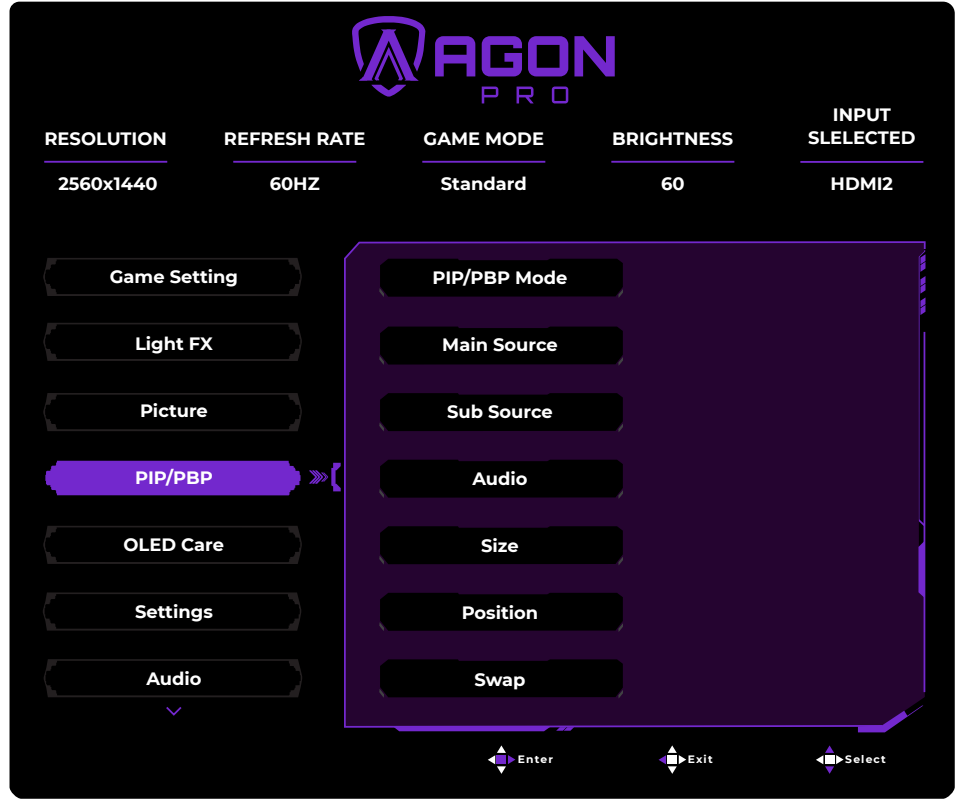 AGON
PRO
RESOLUTION
REFRESH RATE
GAME MODE
BRIGHTNESS
INPUT
SLELECTED
2560x1440
60HZ
Standard
60
HDMI2
Game Setting
Light FX
Picture
PIP/PBP
OLED Care
Settings
Audio
PIP/PBP Mode
Main Source
Sub Source
Audio
Size
Position
Swap
Enter
Exit
Select